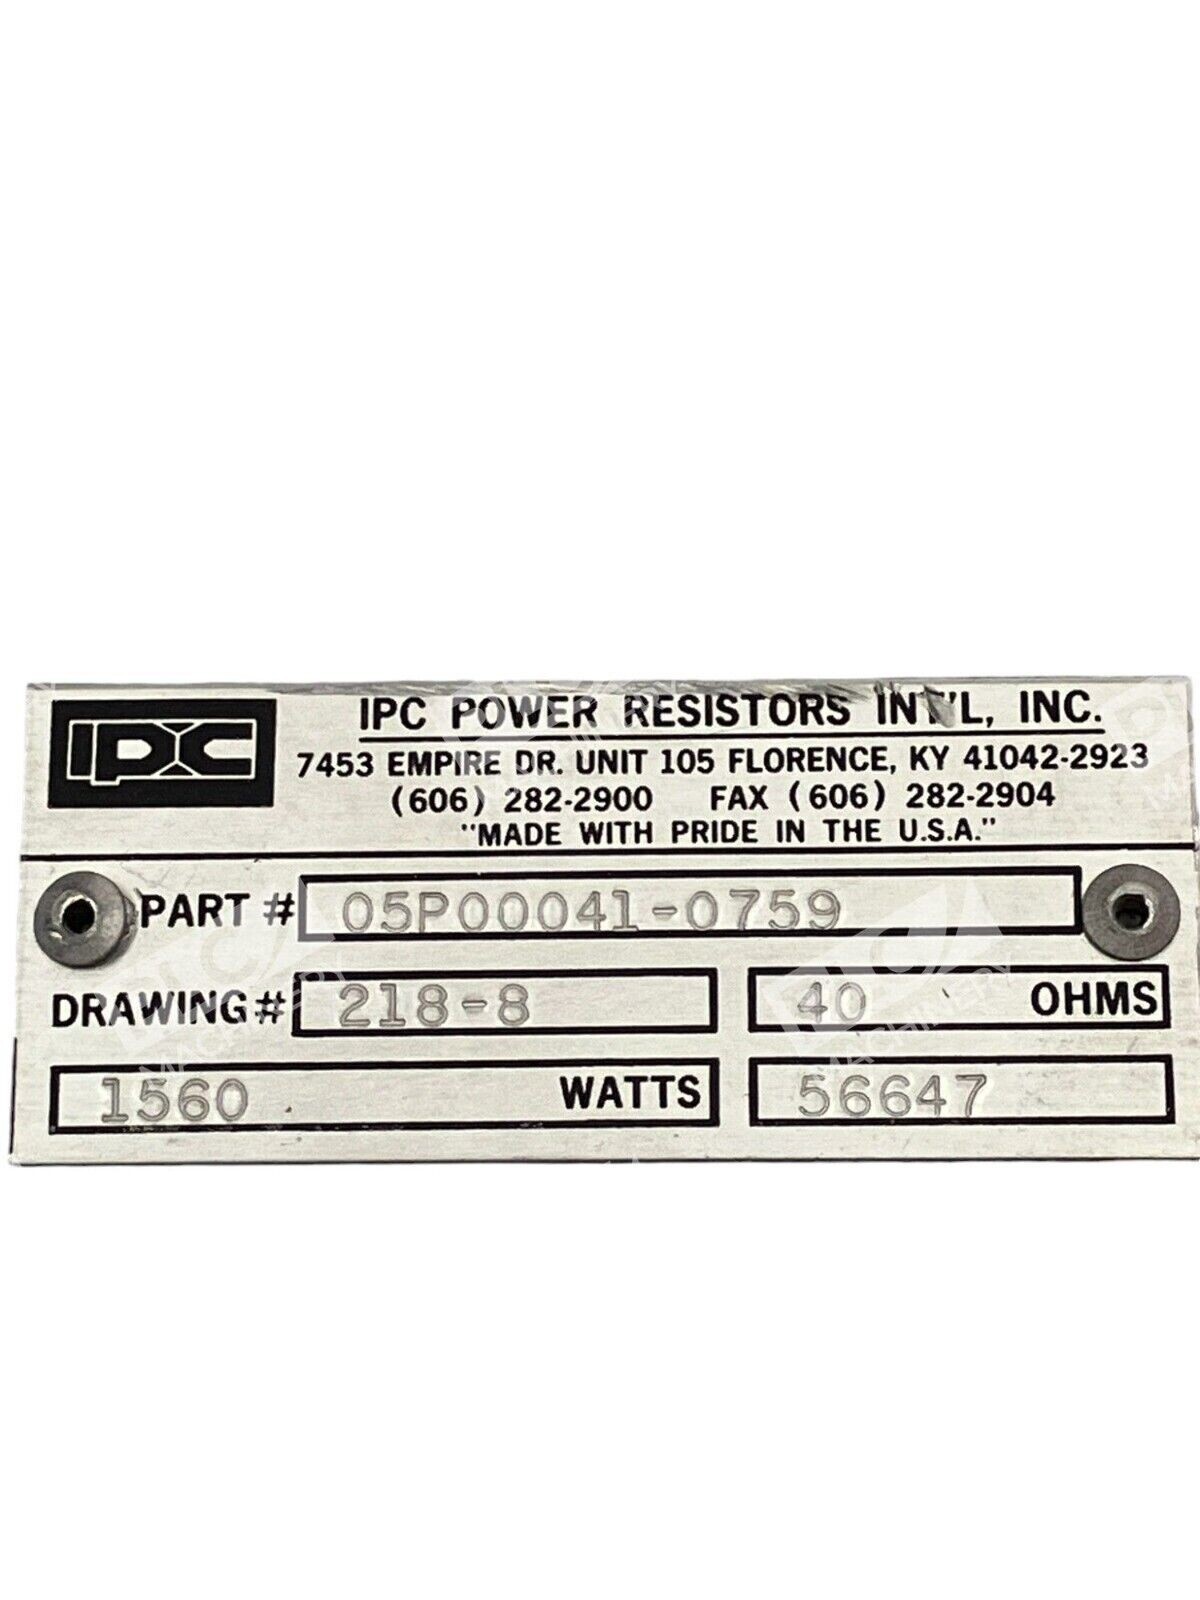 IPC
IPC POWER RESISTORS INT'L, INC.
7453 EMPIRE DR. UNIT 105 FLORENCE, KY 41042-2923
(606) 282-2900 FAX (606) 282-2904
"MADE WITH PRIDE IN THE U.S.A."
PART # 05P00041-0759
DRAWING# 218-8 40 OHMS
1560 WATTS 56647